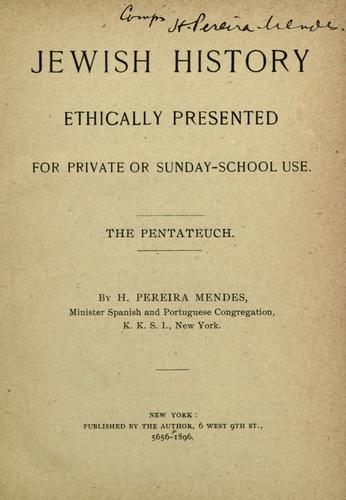 Comps H. Pereira Mendes.
JEWISH HISTORY
ETHICALLY PRESENTED
FOR PRIVATE OR SUNDAY-SCHOOL USE.
THE PENTATEUCH.
BY H. PEREIRA MENDES,
Minister Spanish and Portuguese Congregation,
K. K. S. I., New York.
NEW YORK:
PUBLISHED BY THE AUTHOR, 6 WEST 9TH ST.,
5656-1896.